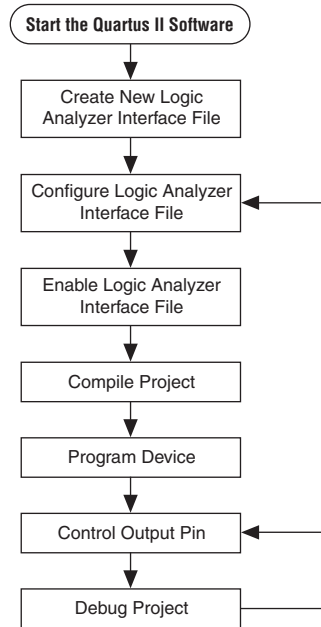 Start the Quartus II Software
Create New Logic
Analyzer Interface File
Configure Logic Analyzer
Interface File
Enable Logic Analyzer
Interface File
Compile Project
Program Device
Control Output Pin
Debug Project